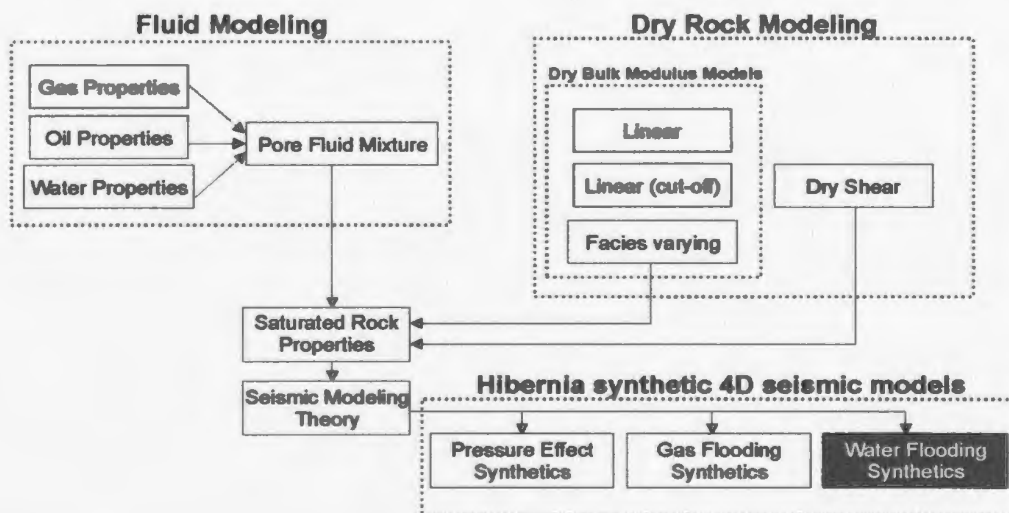 Fluid Modeling
Dry Rock Modeling
Gas Properties
Oil Properties
Water Properties
Pore Fluid Mixture
Dry Bulk Modulus Models
Linear
Linear (cut-off)
Facies varying
Dry Shear
Saturated Rock
Properties
Seismic Modeling
Theory
Hibernia synthetic 4D seismic models
Pressure Effect
Synthetics
Gas Flooding
Synthetics
Water Flooding
Synthetics